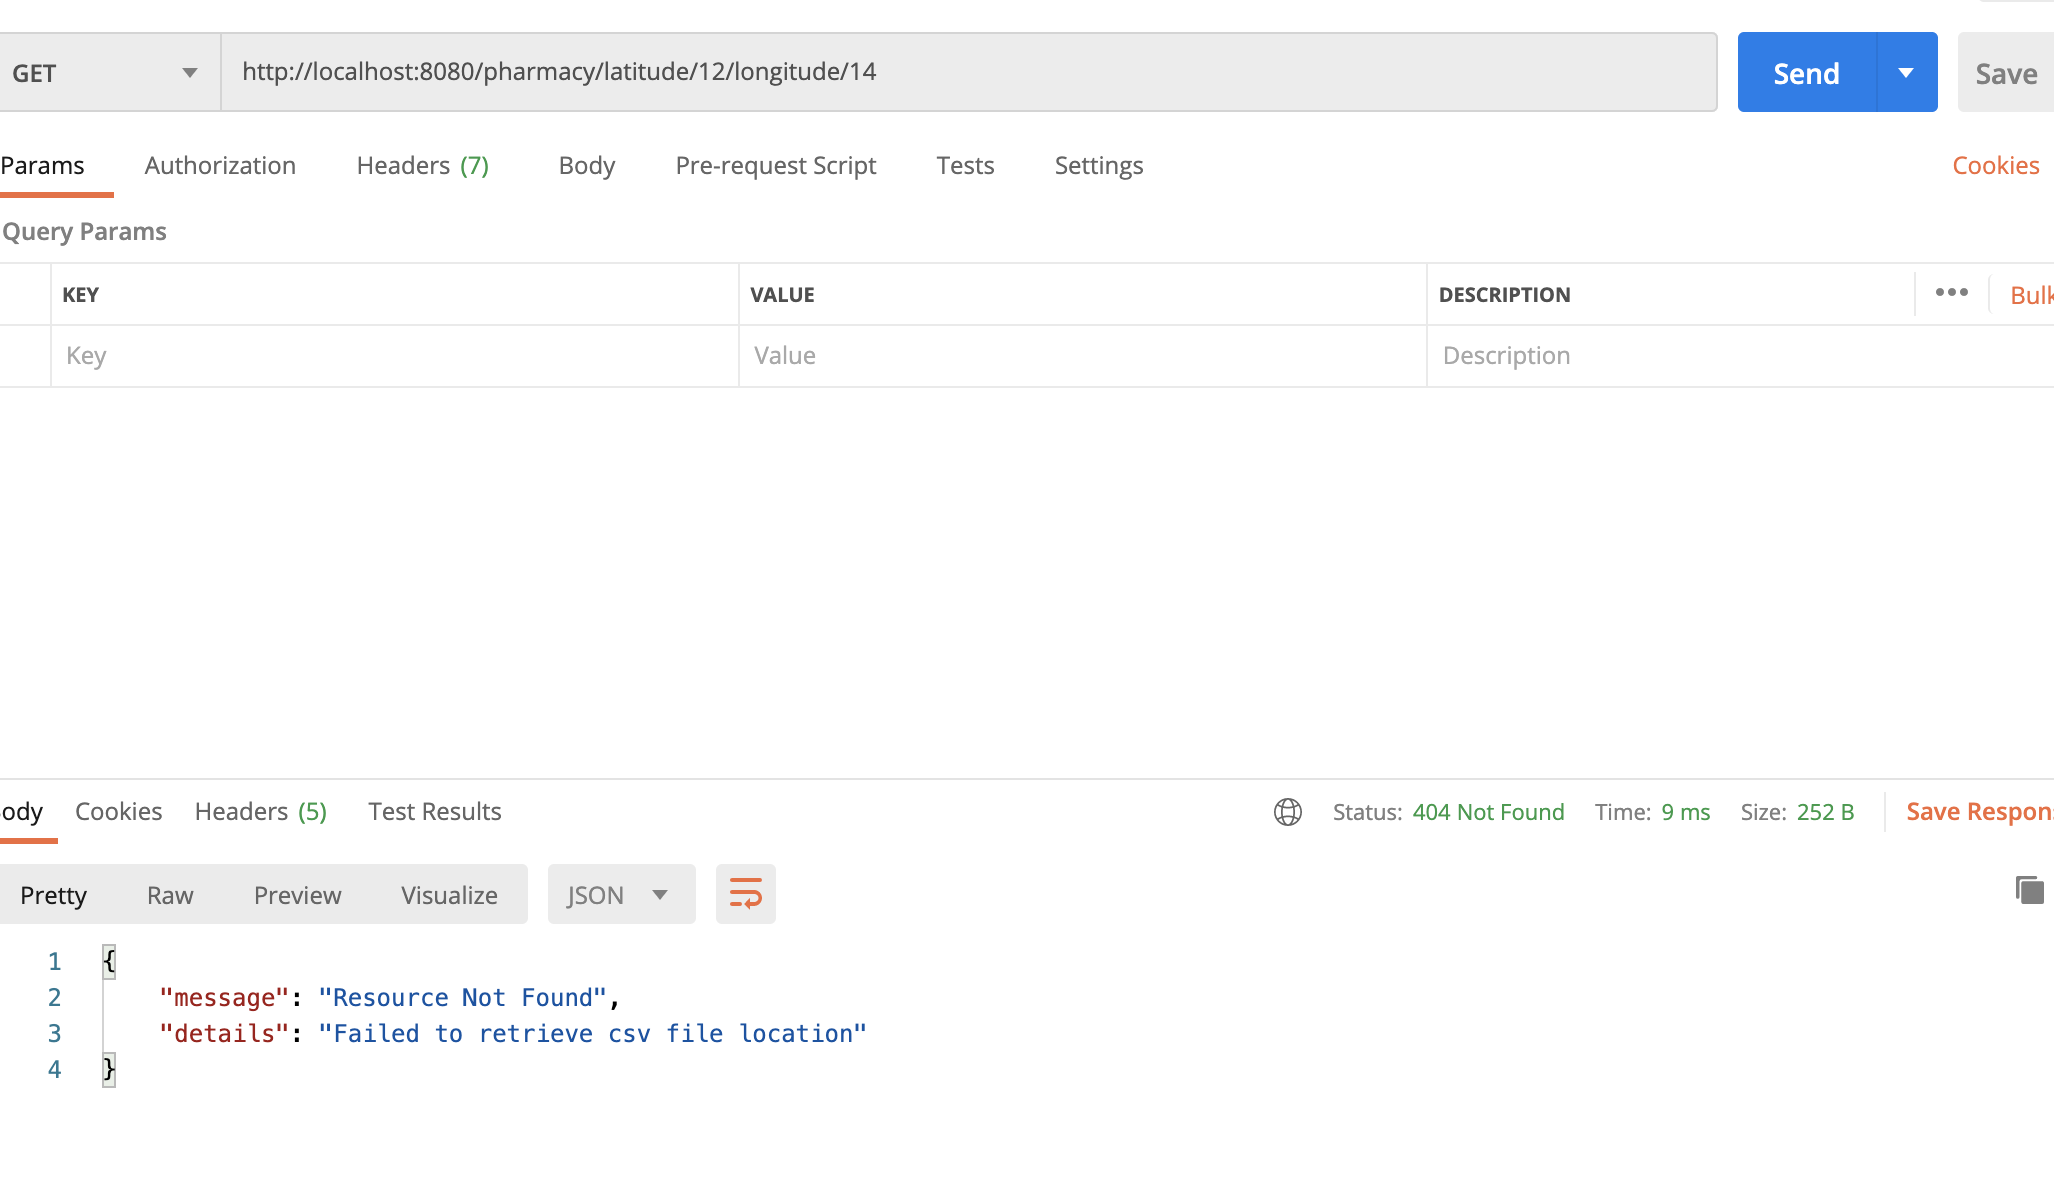 GET
http://localhost:8080/pharmacy/latitude/12/longitude/14
Send
Save
Params Authorization Headers (7) Body Pre-request Script Tests Settings Cookies
Query Params
KEY VALUE DESCRIPTION ••• Bulk
Key Value Description
ody Cookies Headers (5) Test Results Status: 404 Not Found Time: 9 ms Size: 252 B Save Respons
Pretty Raw Preview Visualize JSON
1 {
2 "message": "Resource Not Found",
3 "details": "Failed to retrieve csv file location"
4 }